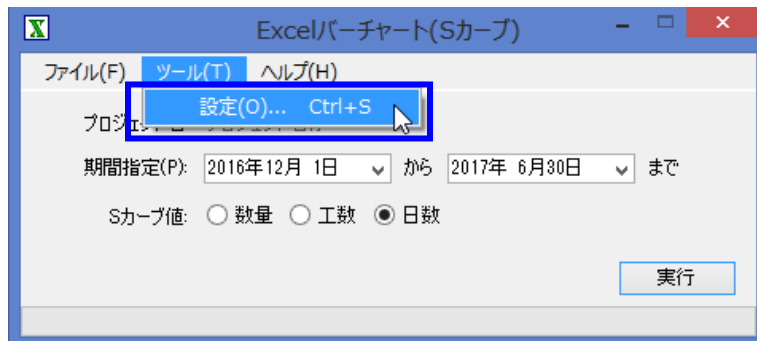 Excelバーチャート(Sカーブ)
ファイル(F) ツール(T) ヘルプ(H)
設定(O)... Ctrl+S
期間指定(P): 2016年12月 1日 から 2017年 6月30日 まで
Sカーブ値: 数量 工数 日数
実行